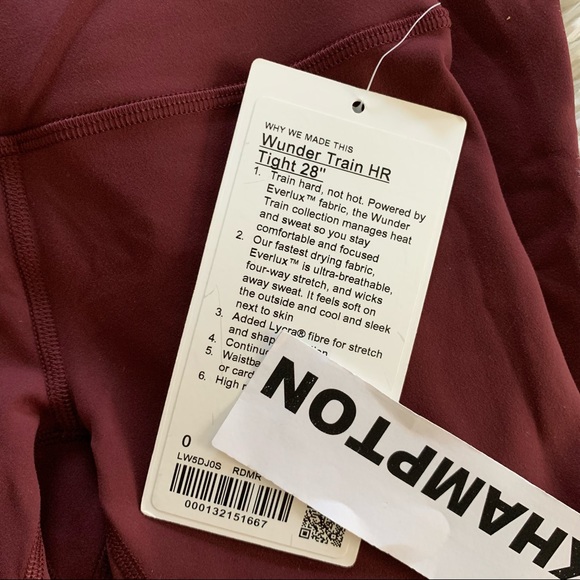 WHY WE MADE THIS
Wunder Train HR
Tight 28"
1. Train hard, not hot. Powered by
Everlux™ fabric, the Wunder
Train collection manages heat
and sweat so you stay
comfortable and focused
2. Our fastest drying fabric,
Everlux™ is ultra-breathable,
four-way stretch, and wicks
away sweat. It feels soft on
the outside and cool and sleek
next to skin
3. Added Lycra® fibre for stretch
and shap
4. Continu
5. Waistba
or card
6. High r
0
LW5DJ0S RDMR
000132151667
KHAMPTON